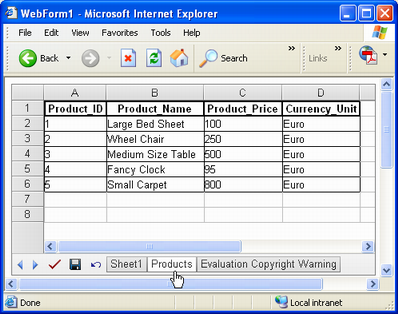 WebForm1 - Microsoft Internet Explorer
File Edit View Favorites Tools Help
Back Search Links
A B C D
1 Product_ID Product_Name Product_Price Currency_Unit
2 1 Large Bed Sheet 100 Euro
3 2 Wheel Chair 250 Euro
4 3 Medium Size Table 500 Euro
5 4 Fancy Clock 95 Euro
6 5 Small Carpet 800 Euro
7
8
Sheet1 Products Evaluation Copyright Warning
Done Local intranet